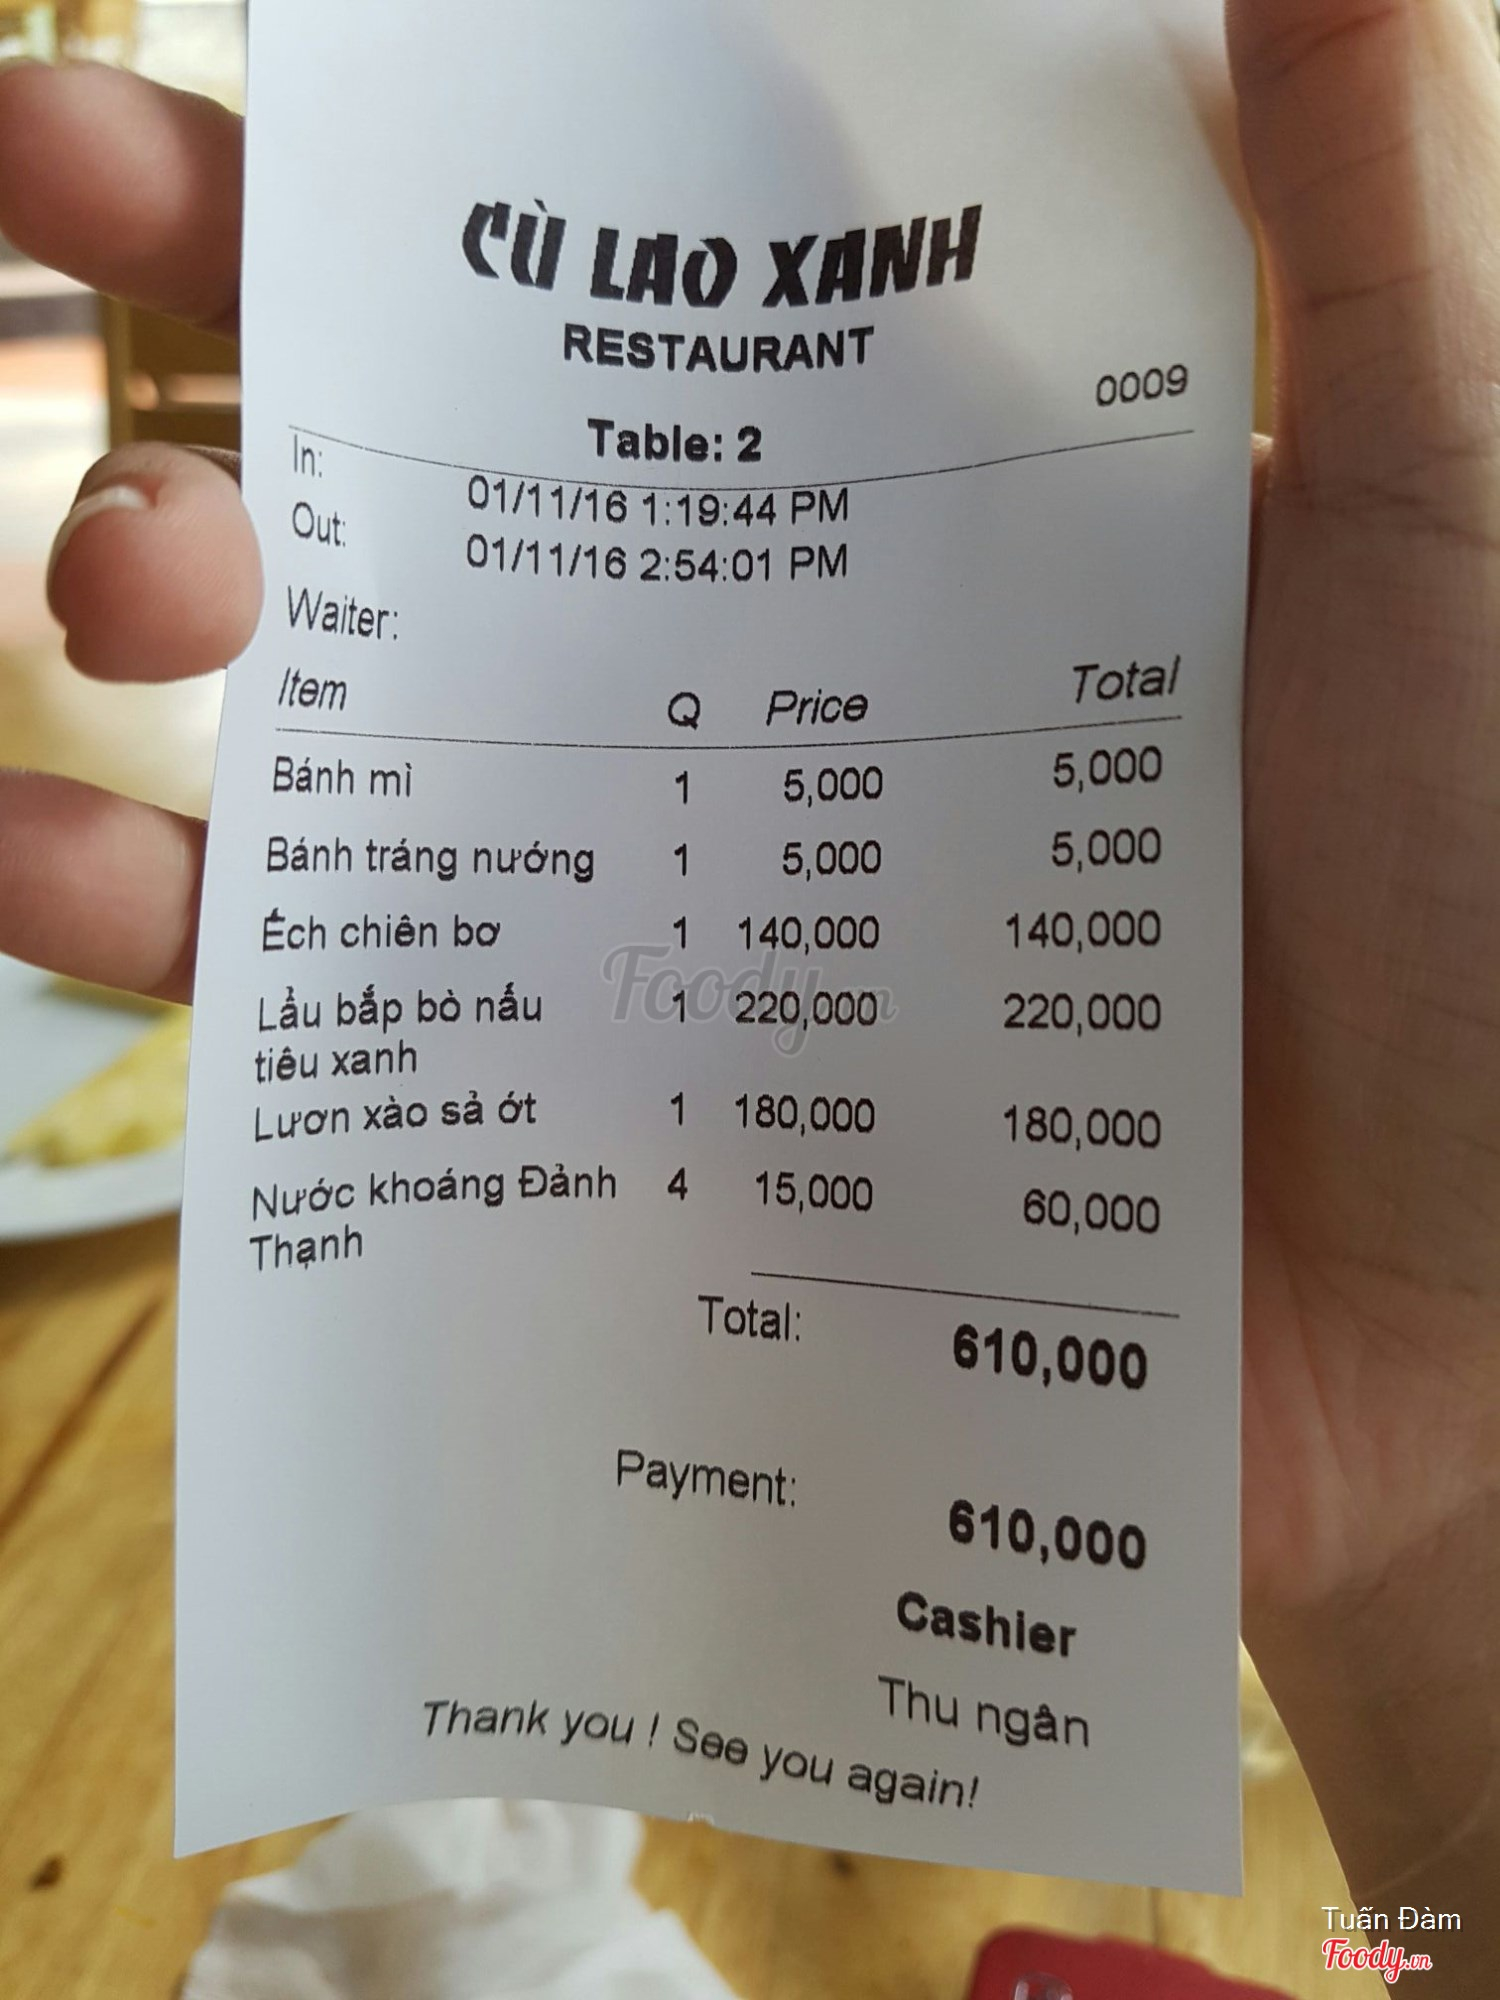 CÙ LAO XANH
RESTAURANT
0009
Table: 2
In: 01/11/16 1:19:44 PM
Out: 01/11/16 2:54:01 PM
Waiter:
Item Q Price Total
Bánh mì 1 5,000 5,000
Bánh tráng nướng 1 5,000 5,000
Ếch chiên bơ 1 140,000 140,000
Lẩu bắp bò nấu 1 220,000 220,000
tiêu xanh
Lươn xào sả ớt 1 180,000 180,000
Nước khoáng Đảnh 4 15,000 60,000
Thạnh
Total: 610,000
Payment: 610,000
Cashier
Thu ngân
Thank you ! See you again!
Foody.vn
Tuấn Đàm
Foody.vn